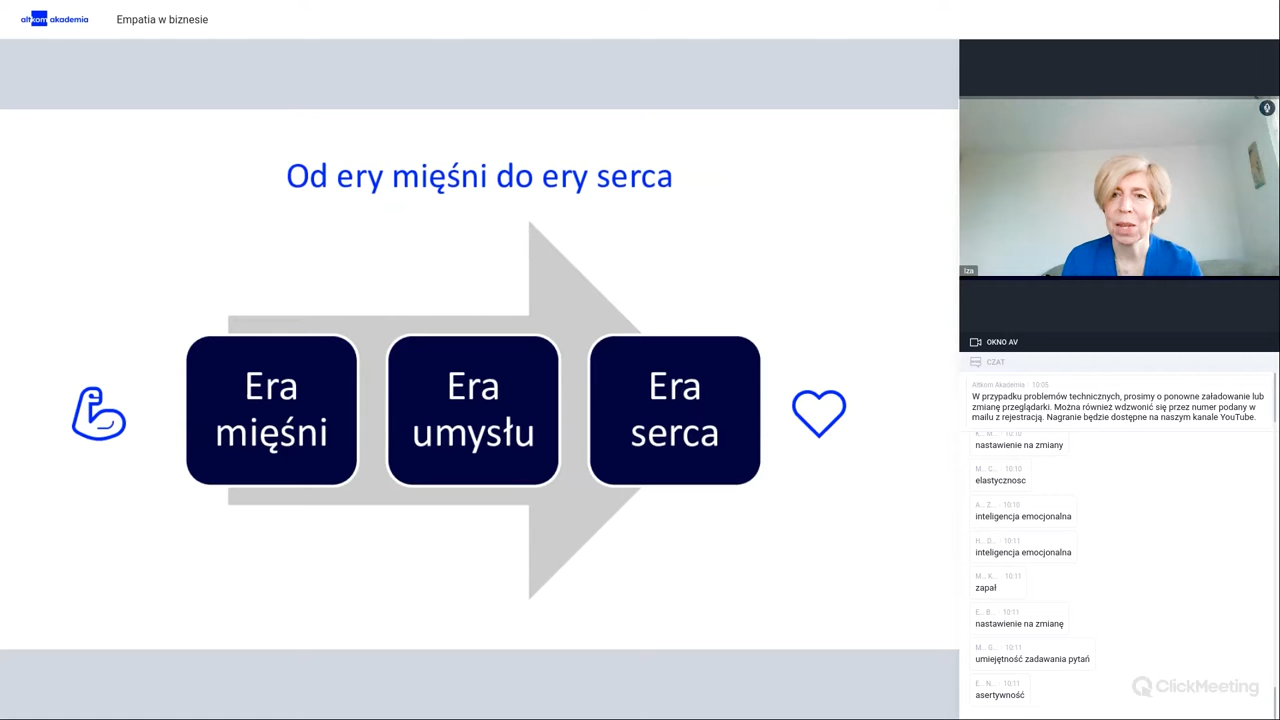 altkom akademia
Empatia w biznesie
Od ery mięśni do ery serca
Era
mięśni
Era
umysłu
Era
serca
Iza
OKNO AV
CZAT
Altkom Akademia 10:05
W przypadku problemów technicznych, prosimy o ponowne załadowanie lub
zmianę przeglądarki. Można również wdzwonić się przez numer podany w
mailu z rejestracją. Nagranie będzie dostępne na naszym kanale YouTube.
K... M... 10:10
nastawienie na zmiany
M... C...
elastycznosc
A... Z... 10:10
inteligencja emocjonalna
H... D... 10:11
inteligencja emocjonalna
M... K... 10:11
zapał
E... B... 10:11
nastawienie na zmianę
M... G... 10:11
umiejętność zadawania pytań
E... N... 10:11
asertywność
ClickMeeting